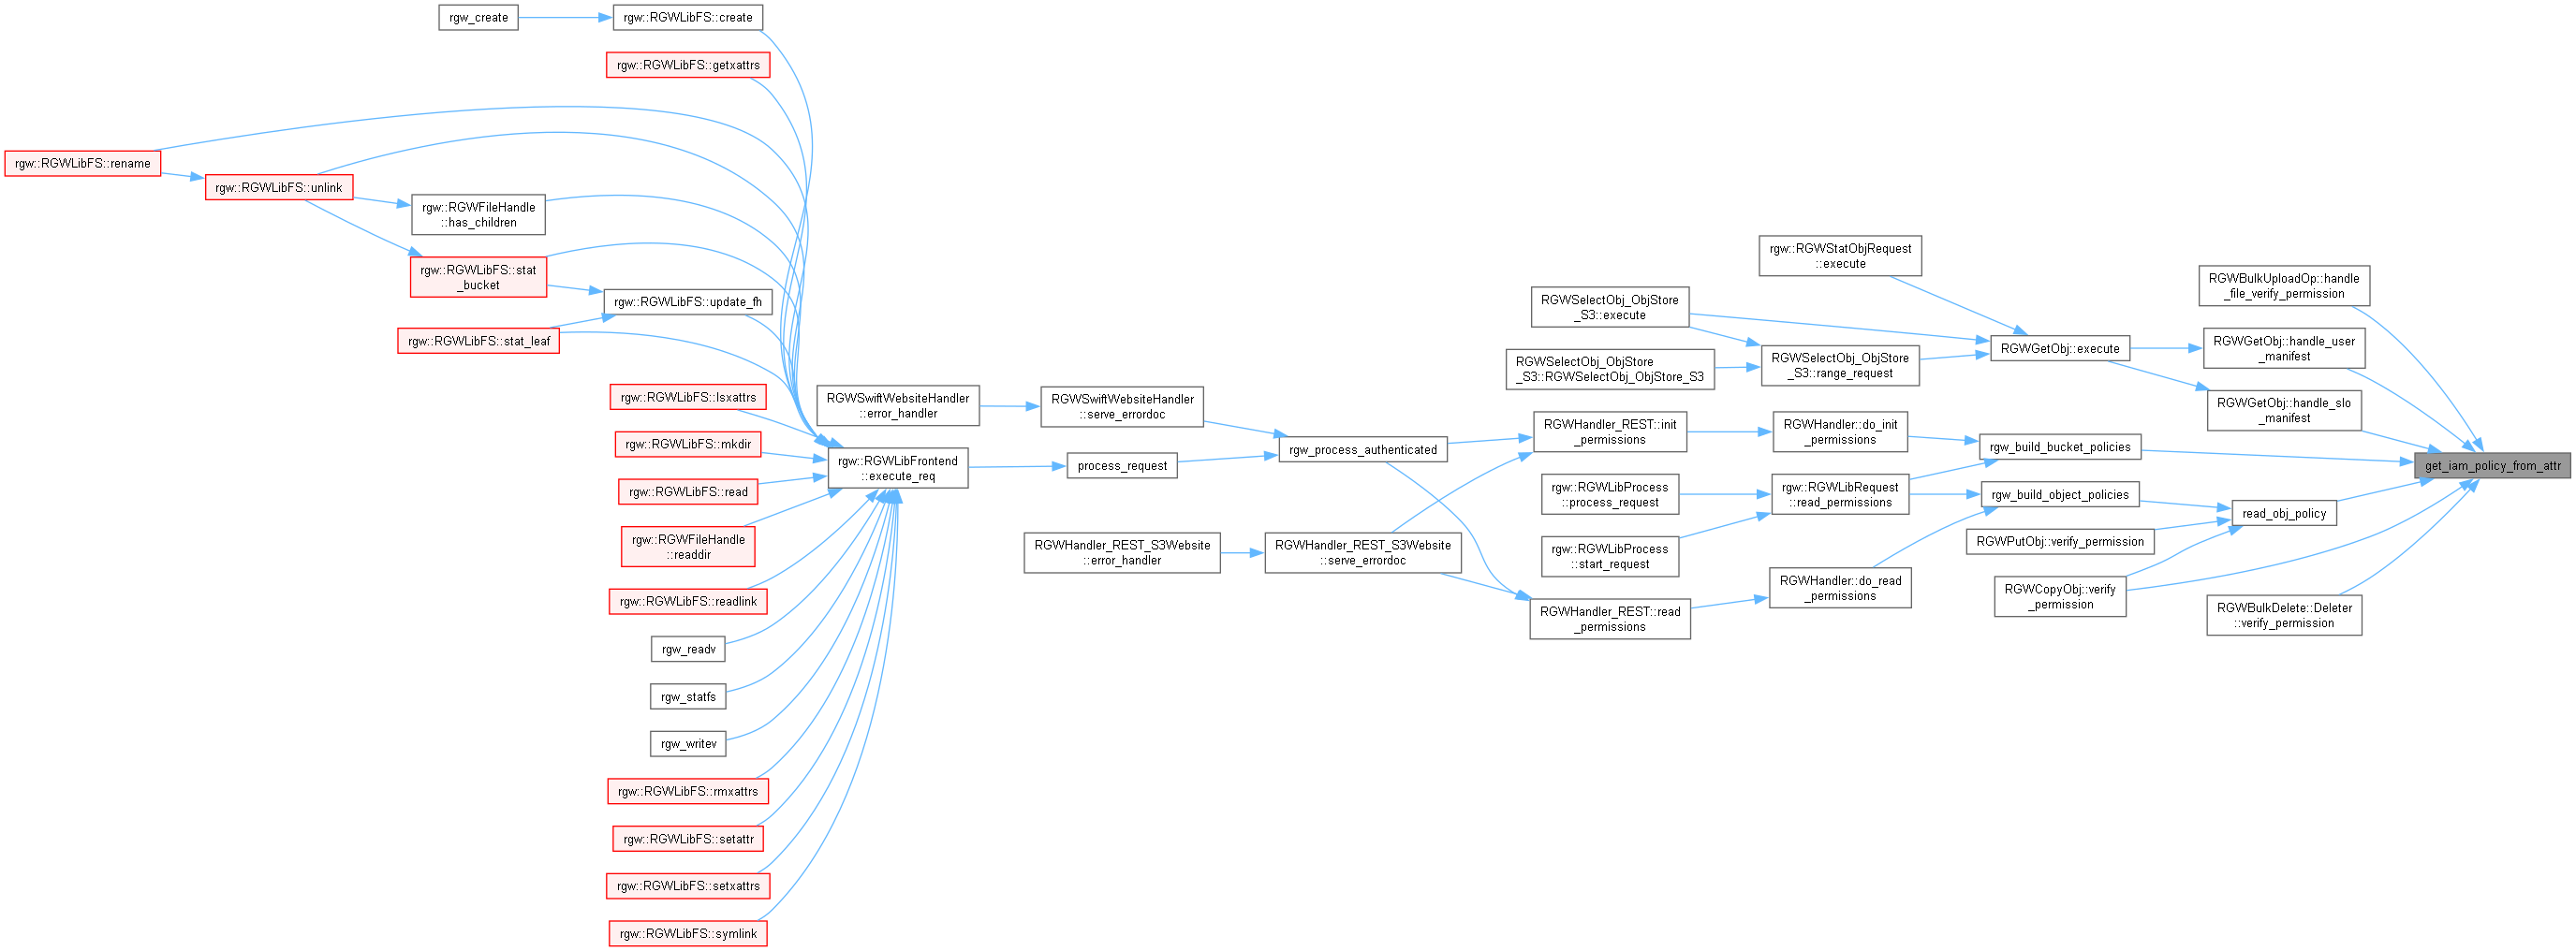 rgw_create
rgw::RGWLibFS::create
rgw::RGWLibFS::getxattrs
rgw::RGWLibFS::rename
rgw::RGWLibFS::unlink
rgw::RGWFileHandle
::has_children
rgw::RGWLibFS::stat
_bucket
rgw::RGWLibFS::update_fh
rgw::RGWLibFS::stat_leaf
rgw::RGWLibFS::lsxattrs
rgw::RGWLibFS::mkdir
rgw::RGWLibFS::read
rgw::RGWFileHandle
::readdir
rgw::RGWLibFS::readlink
rgw_readv
rgw_statfs
rgw_writev
rgw::RGWLibFS::rmxattrs
rgw::RGWLibFS::setattr
rgw::RGWLibFS::setxattrs
rgw::RGWLibFS::symlink
rgw::RGWLibFrontend
::execute_req
RGWSwiftWebsiteHandler
::error_handler
RGWSwiftWebsiteHandler
::serve_errordoc
process_request
RGWHandler_REST_S3Website
::error_handler
rgw_process_authenticated
RGWHandler_REST_S3Website
::serve_errordoc
rgw::RGWStatObjRequest
::execute
RGWSelectObj_ObjStore
_S3::execute
RGWSelectObj_ObjStore
_S3::RGWSelectObj_ObjStore_S3
RGWSelectObj_ObjStore
_S3::range_request
RGWHandler_REST::init
_permissions
RGWHandler::do_init
_permissions
rgw::RGWLibProcess
::process_request
rgw::RGWLibRequest
::read_permissions
rgw::RGWLibProcess
::start_request
RGWHandler_REST::read
_permissions
RGWHandler::do_read
_permissions
RGWGetObj::execute
rgw_build_bucket_policies
rgw_build_object_policies
RGWPutObj::verify_permission
RGWCopyObj::verify
_permission
RGWBulkUploadOp::handle
_file_verify_permission
RGWGetObj::handle_user
_manifest
RGWGetObj::handle_slo
_manifest
read_obj_policy
RGWBulkDelete::Deleter
::verify_permission
get_iam_policy_from_attr